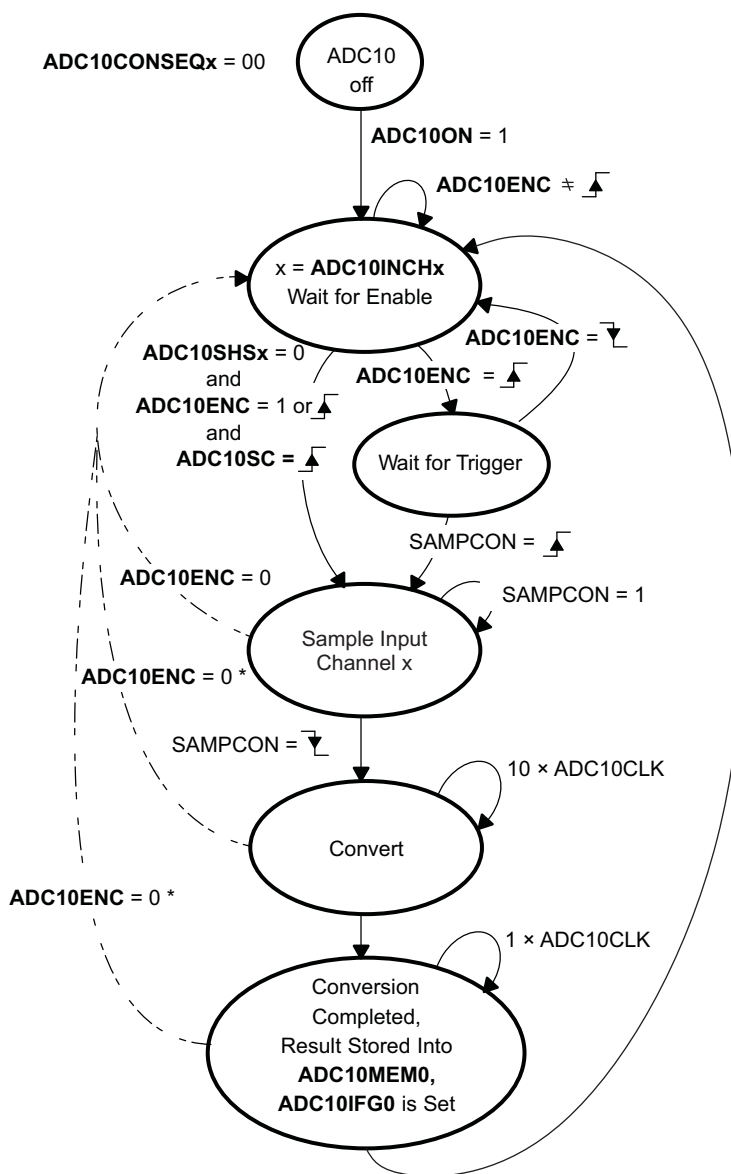 ADC10CONSEQx = 00
ADC10
off
ADC10ON = 1
ADC10ENC ≠
x = ADC10INCHx
Wait for Enable
ADC10SHSx = 0
and
ADC10ENC = 1 or
and
ADC10SC =
ADC10ENC =
ADC10ENC =
Wait for Trigger
SAMPCON =
ADC10ENC = 0
SAMPCON = 1
Sample Input
Channel x
ADC10ENC = 0 *
SAMPCON =
10 × ADC10CLK
Convert
ADC10ENC = 0 *
1 × ADC10CLK
Conversion
Completed,
Result Stored Into
ADC10MEM0,
ADC10IFG0 is Set